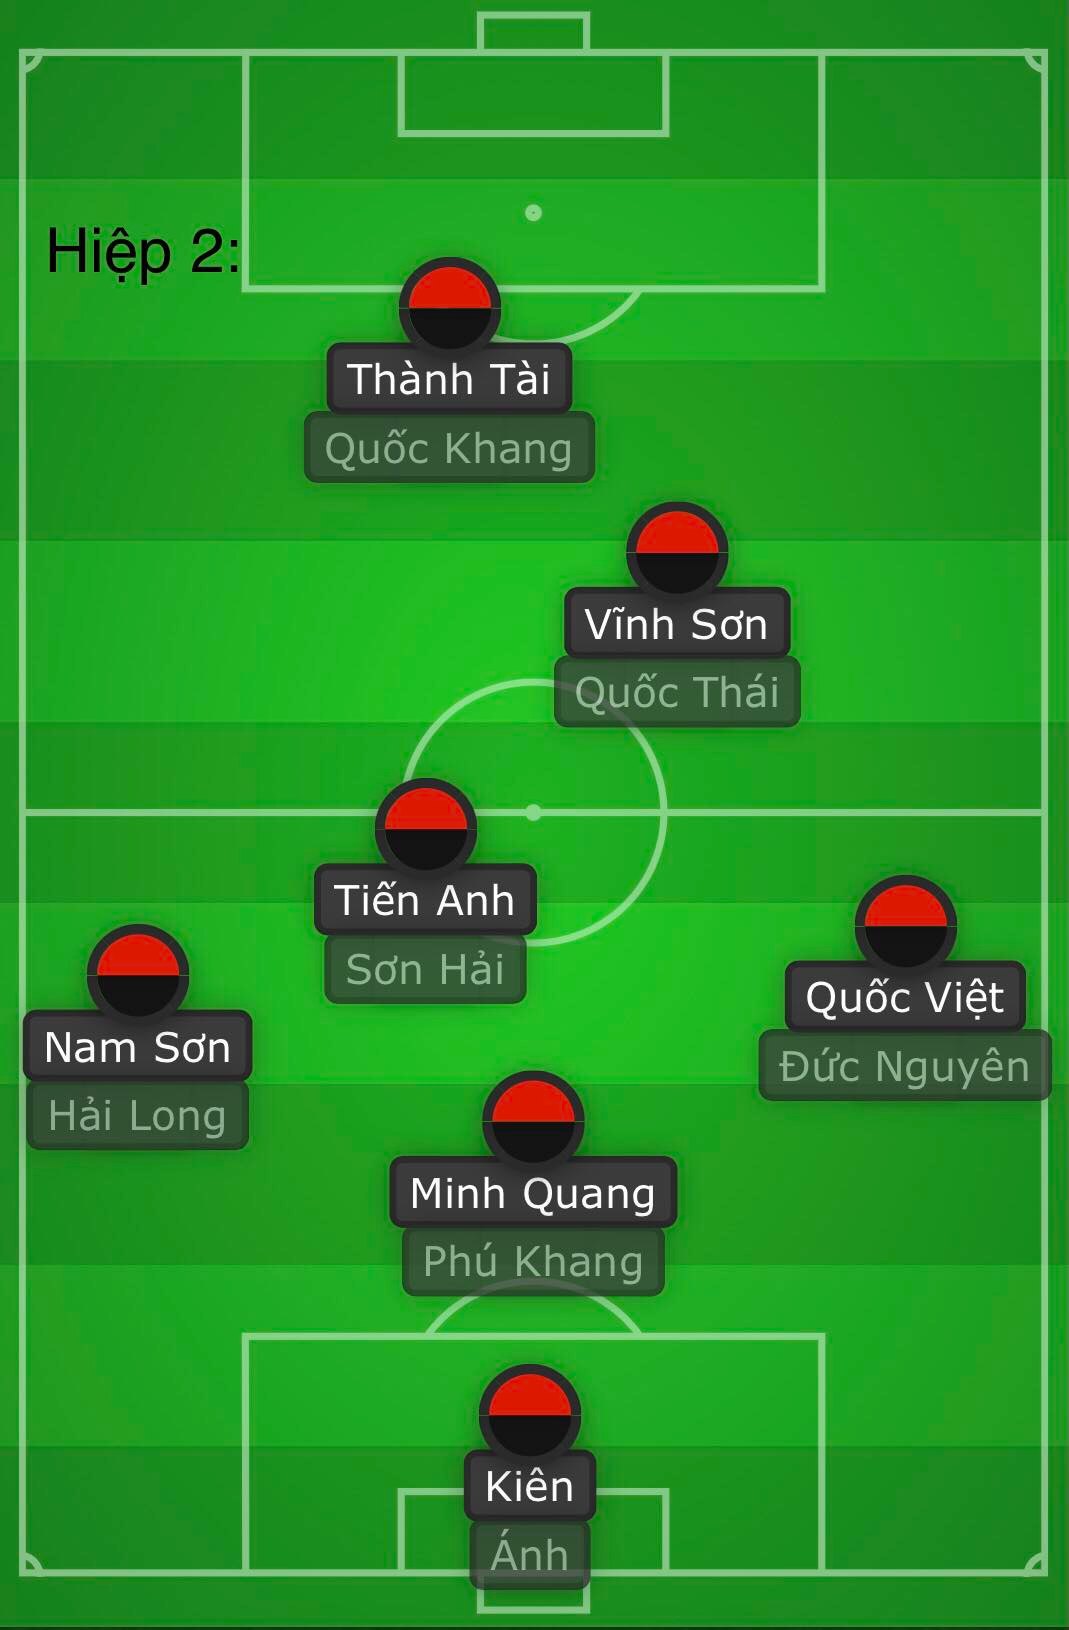 Hiệp 2:
Thành Tài
Quốc Khang
Vĩnh Sơn
Quốc Thái
Tiến Anh
Sơn Hải
Quốc Việt
Đức Nguyên
Nam Sơn
Hải Long
Minh Quang
Phú Khang
Kiên
Ánh